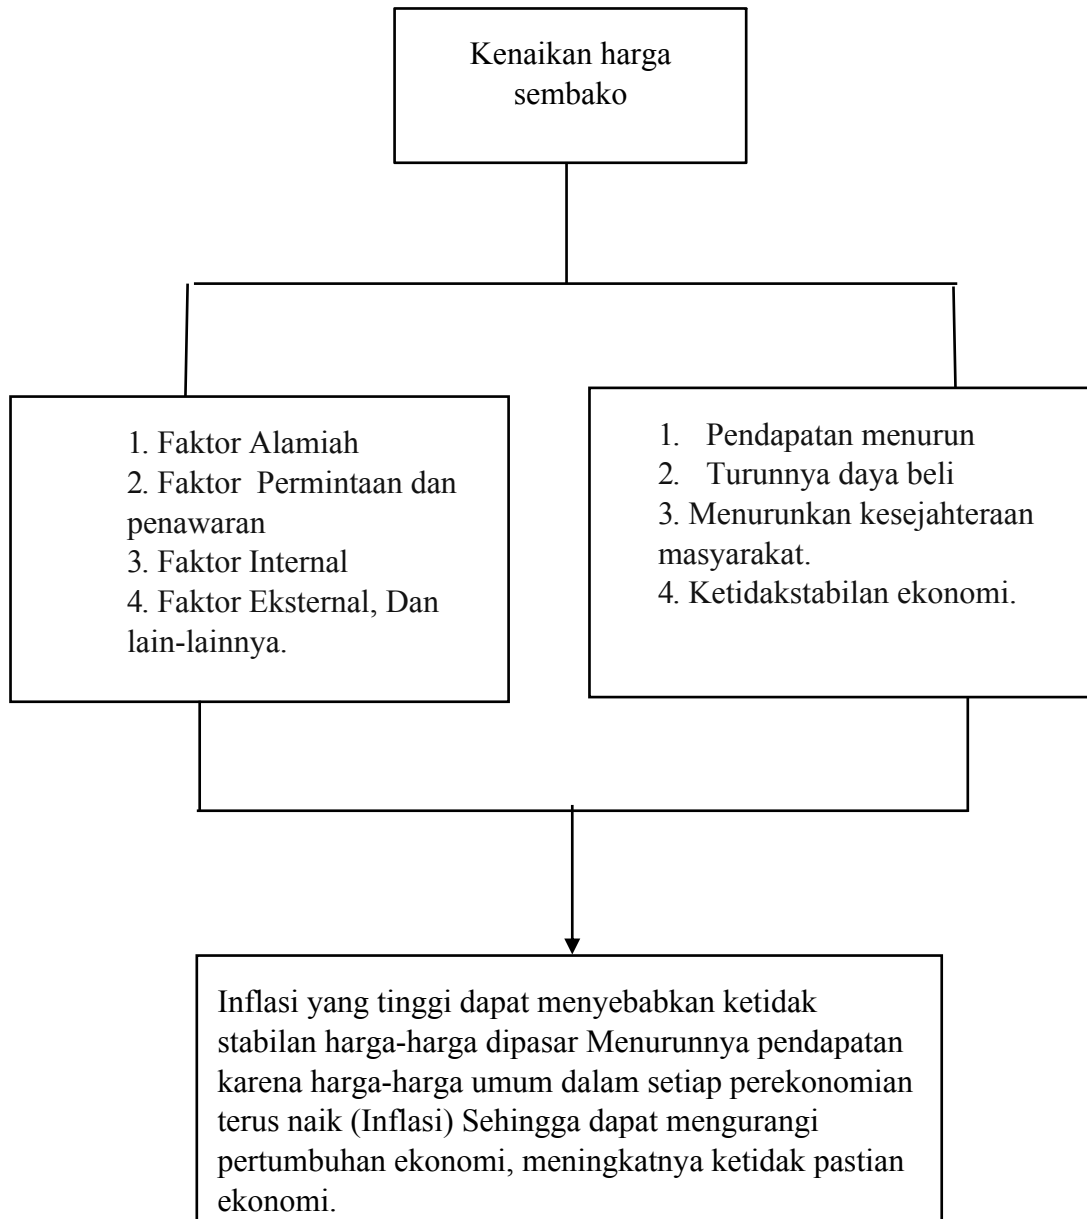 Kenaikan harga
sembako
1. Faktor Alamiah
2. Faktor  Permintaan dan
penawaran
3. Faktor Internal
4. Faktor Eksternal, Dan
lain-lainnya.
1. Pendapatan menurun
2. Turunnya daya beli
3. Menurunkan kesejahteraan
masyarakat.
4. Ketidakstabilan ekonomi.
Inflasi yang tinggi dapat menyebabkan ketidak
stabilan harga-harga dipasar Menurunnya pendapatan
karena harga-harga umum dalam setiap perekonomian
terus naik (Inflasi) Sehingga dapat mengurangi
pertumbuhan ekonomi, meningkatnya ketidak pastian
ekonomi.